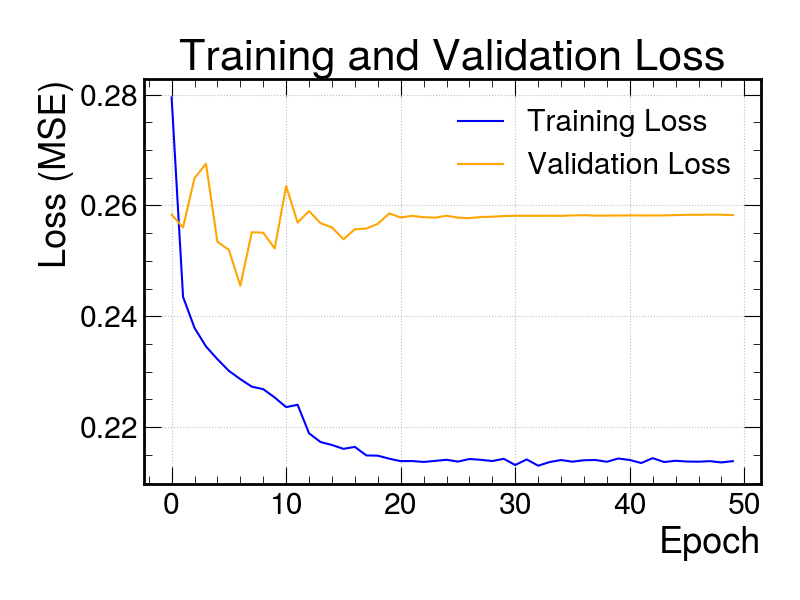 Training and Validation Loss
Loss (MSE)
0.28
0.26
0.24
0.22
Training Loss
Validation Loss
0 10 20 30 40 50
Epoch